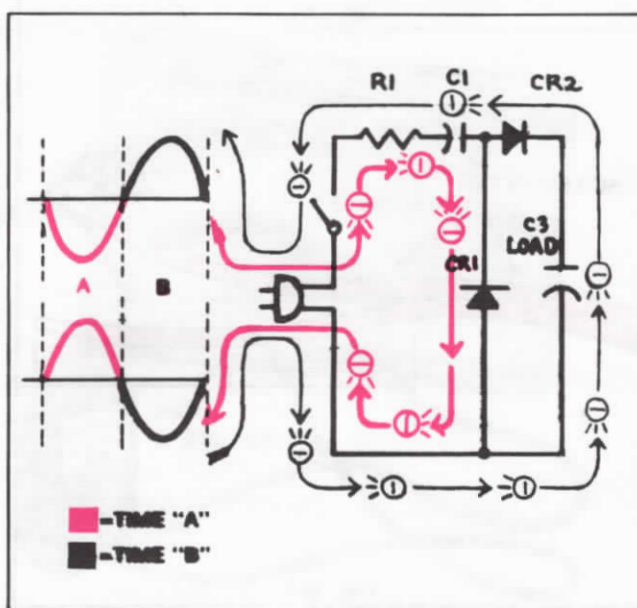 R1 C1 CR2
C3
LOAD
CR1
A B
=TIME "A"
=TIME "B"